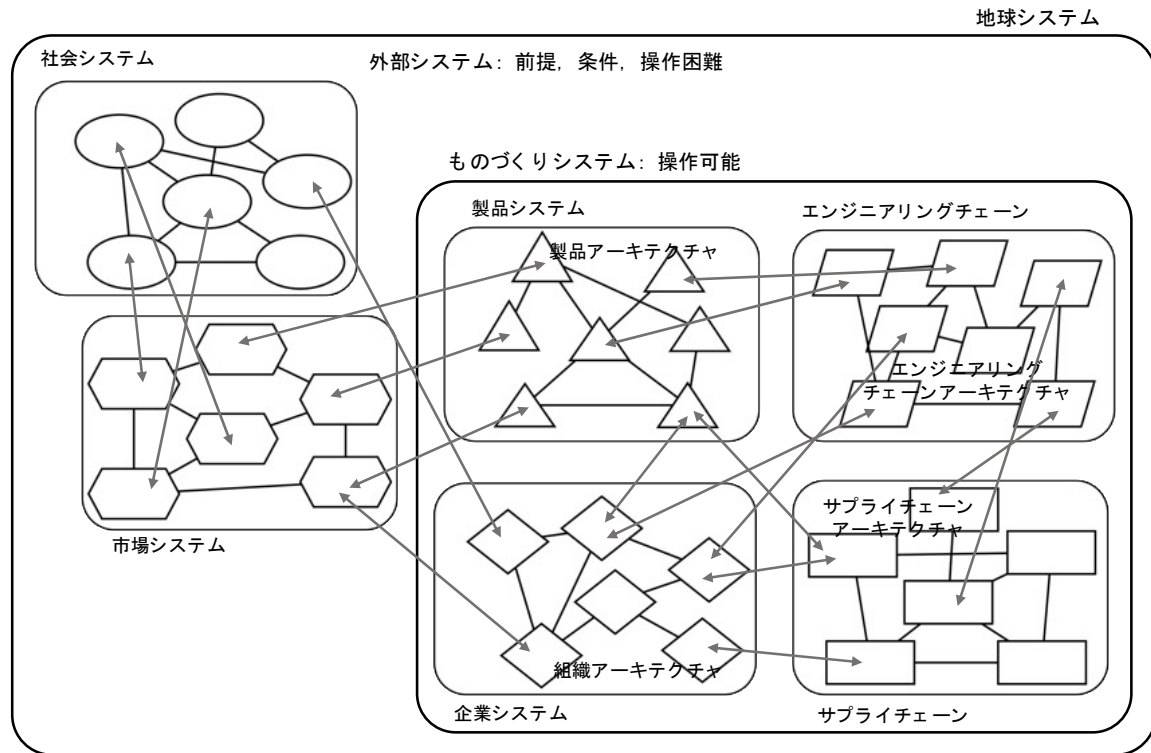 地球システム
社会システム
外部システム: 前提, 条件, 操作困難
ものづくりシステム: 操作可能
製品システム
エンジニアリングチェーン
製品アーキテクチャ
エンジニアリング
チェーンアーキテクチャ
サプライチェーン
アーキテクチャ
市場システム
組織アーキテクチャ
企業システム
サプライチェーン